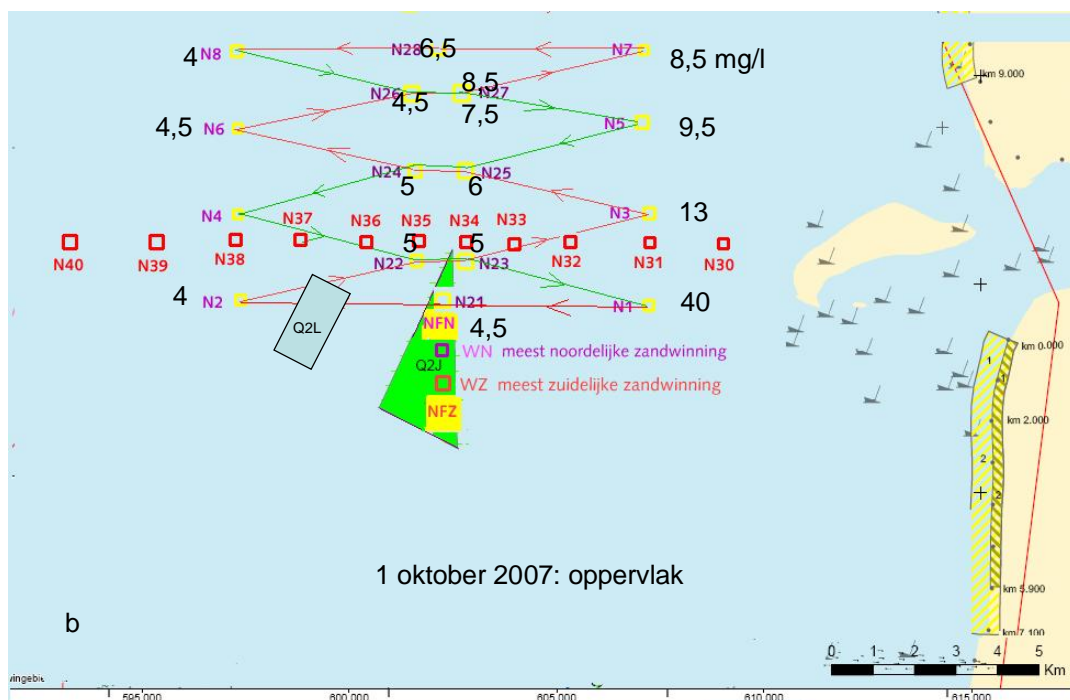 4 N8 N28 6,5 N7 8,5 mg/l
km 9.000
N26 4,5 8,5 N27
7,5
4,5 N6 N5 9,5
N24 5 6 N25
N4 N3 13
N40 N39 N38 N37 N36 N35 N34 N33 N32 N31 N30
5 5
N22 N23
4 N2 N21 N1 40
Q2L NFN 4,5
WN meest noordelijke zandwinning
Q2J
WZ meest zuidelijke zandwinning
NFZ
km 0.000
1 1
km 2.000
2 2
km 5.900
km 7.100
1 oktober 2007: oppervlak
b
0 1 2 3 4 5
Km
wingebie
595.000 600.000 605.000 610.000 615.000